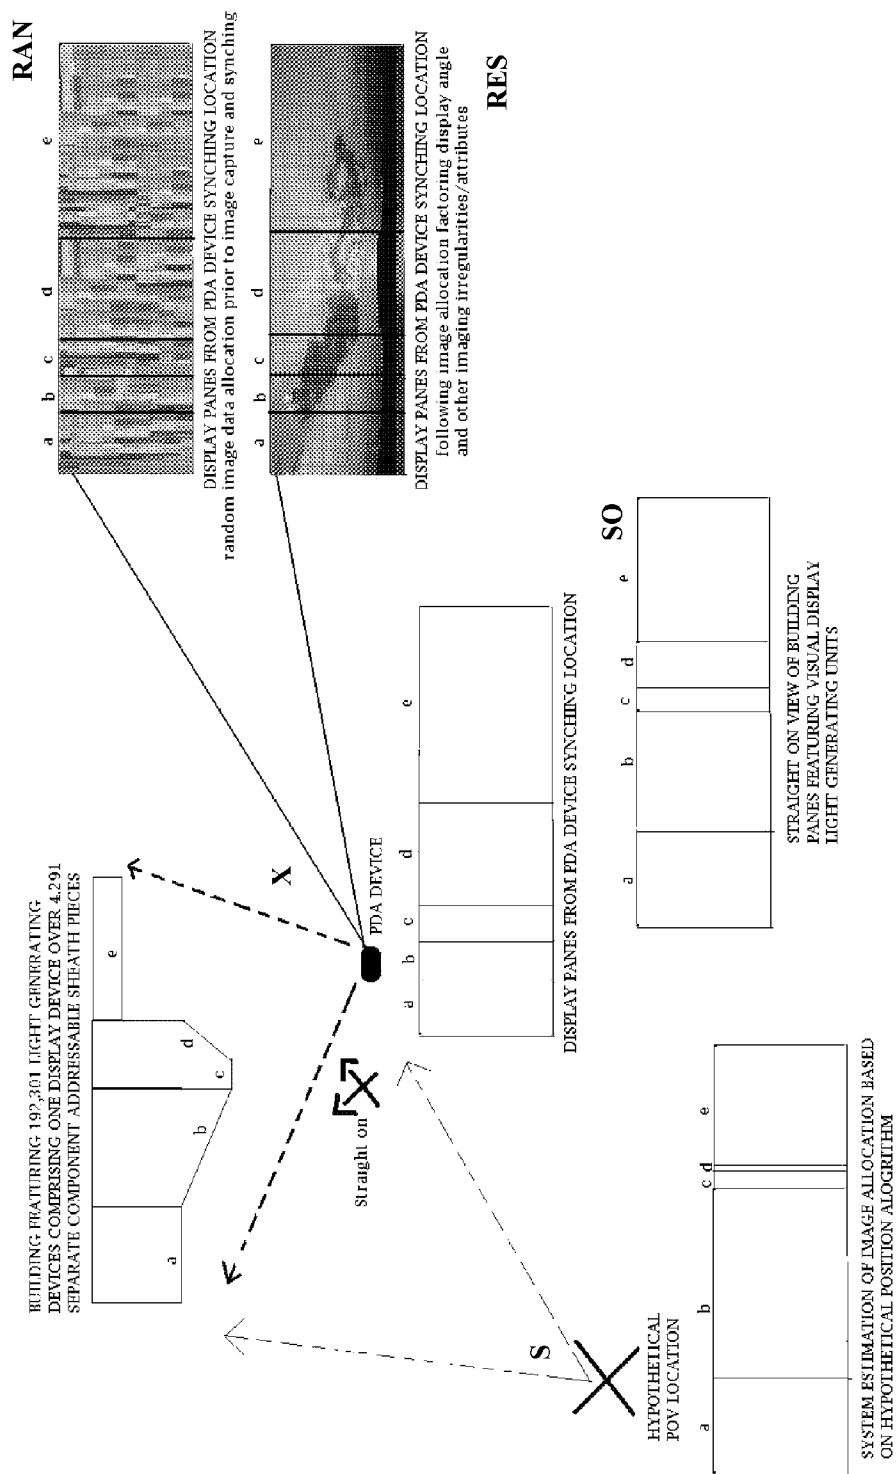 RAN
BUILDING FEATURING 192,301 LIGHT GENERATING
DEVICES COMPRISING ONE DISPLAY DEVICE OVER 4.291
SEPARATE COMPONENT ADDRESSABLE SHEATH PIECES
a
b
c
d
e
a
b
c
d
e
DISPLAY PANES FROM PDA DEVICE SYNCHING LOCATION
random image data allocation prior to image capture and synching
a
b
c
d
e
DISPLAY PANES FROM PDA DEVICE SYNCHING LOCATION
following image allocation factoring display angle
and other imaging irregularities/attributes
RES
X
Straight on
PDA DEVICE
a
b
c
d
e
DISPLAY PANES FROM PDA DEVICE SYNCHING LOCATION
S
HYPOTHETICAL
POV LOCATION
SO
a
b
c
d
e
STRAIGHT ON VIEW OF BUILDING
PANES FEATURING VISUAL DISPLAY
LIGHT GENERATING UNITS
a
b
c
d
e
SYSTEM ESTIMATION OF IMAGE ALLOCATION BASED
ON HYPOTHETICAL POSITION ALOGRITHM